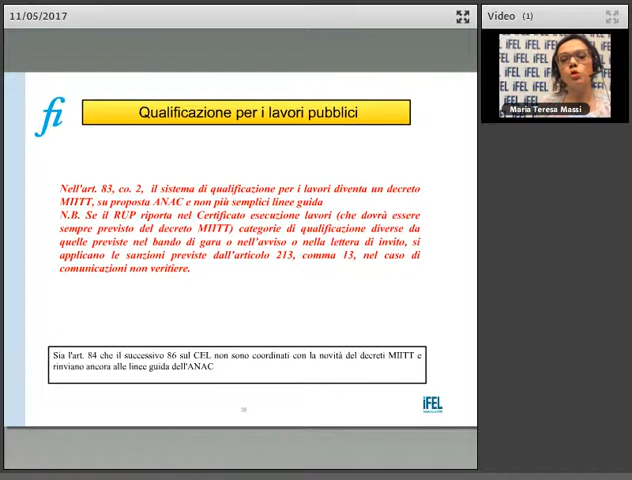 11/05/2017
Video (1)
Maria Teresa Massi
Qualificazione per i lavori pubblici
Nell'art. 83, co. 2, il sistema di qualificazione per i lavori diventa un decreto
MIITT, su proposta ANAC e non più semplici linee guida
N.B. Se il RUP riporta nel Certificato esecuzione lavori (che dovrà essere
sempre previsto del decreto MIITT) categorie di qualificazione diverse da
quelle previste nel bando di gara o nell'avviso o nella lettera di invito, si
applicano le sanzioni previste dall'articolo 213, comma 13, nel caso di
comunicazioni non veritiere.
Sia l'art. 84 che il successivo 86 sul CEL non sono coordinati con la novità del decreti MIITT e
rinviano ancora alle linee guida dell'ANAC
38
iFEL